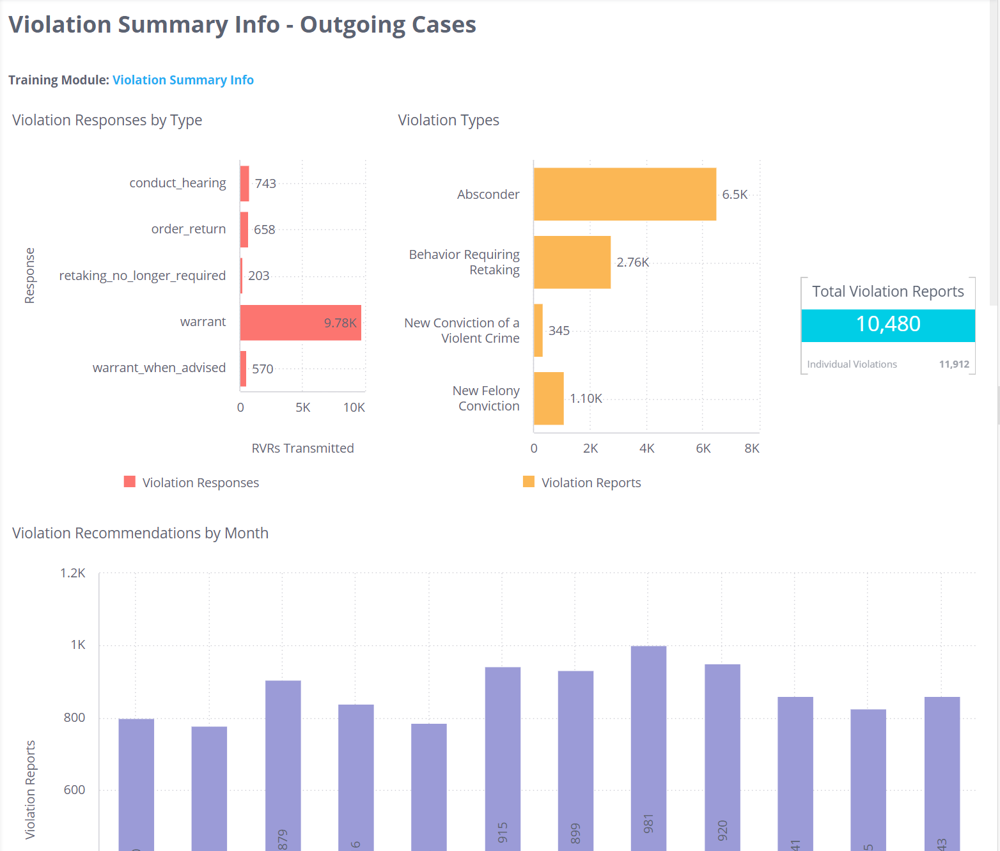 Violation Summary Info - Outgoing Cases
Training Module: Violation Summary Info
Violation Responses by Type
Response
conduct_hearing
743
order_return
658
retaking_no_longer_required
203
warrant
9.78K
warrant_when_advised
570
0 5K 10K
RVRs Transmitted
Violation Responses
Violation Types
Absconder
6.5K
Behavior Requiring
Retaking
2.76K
New Conviction of a
Violent Crime
345
New Felony
Conviction
1.10K
0 2K 4K 6K 8K
Violation Reports
Total Violation Reports
10,480
Individual Violations 11,912
Violation Recommendations by Month
Violation Reports
1.2K
1K
800
600
879
6
915
899
981
920
41
5
43